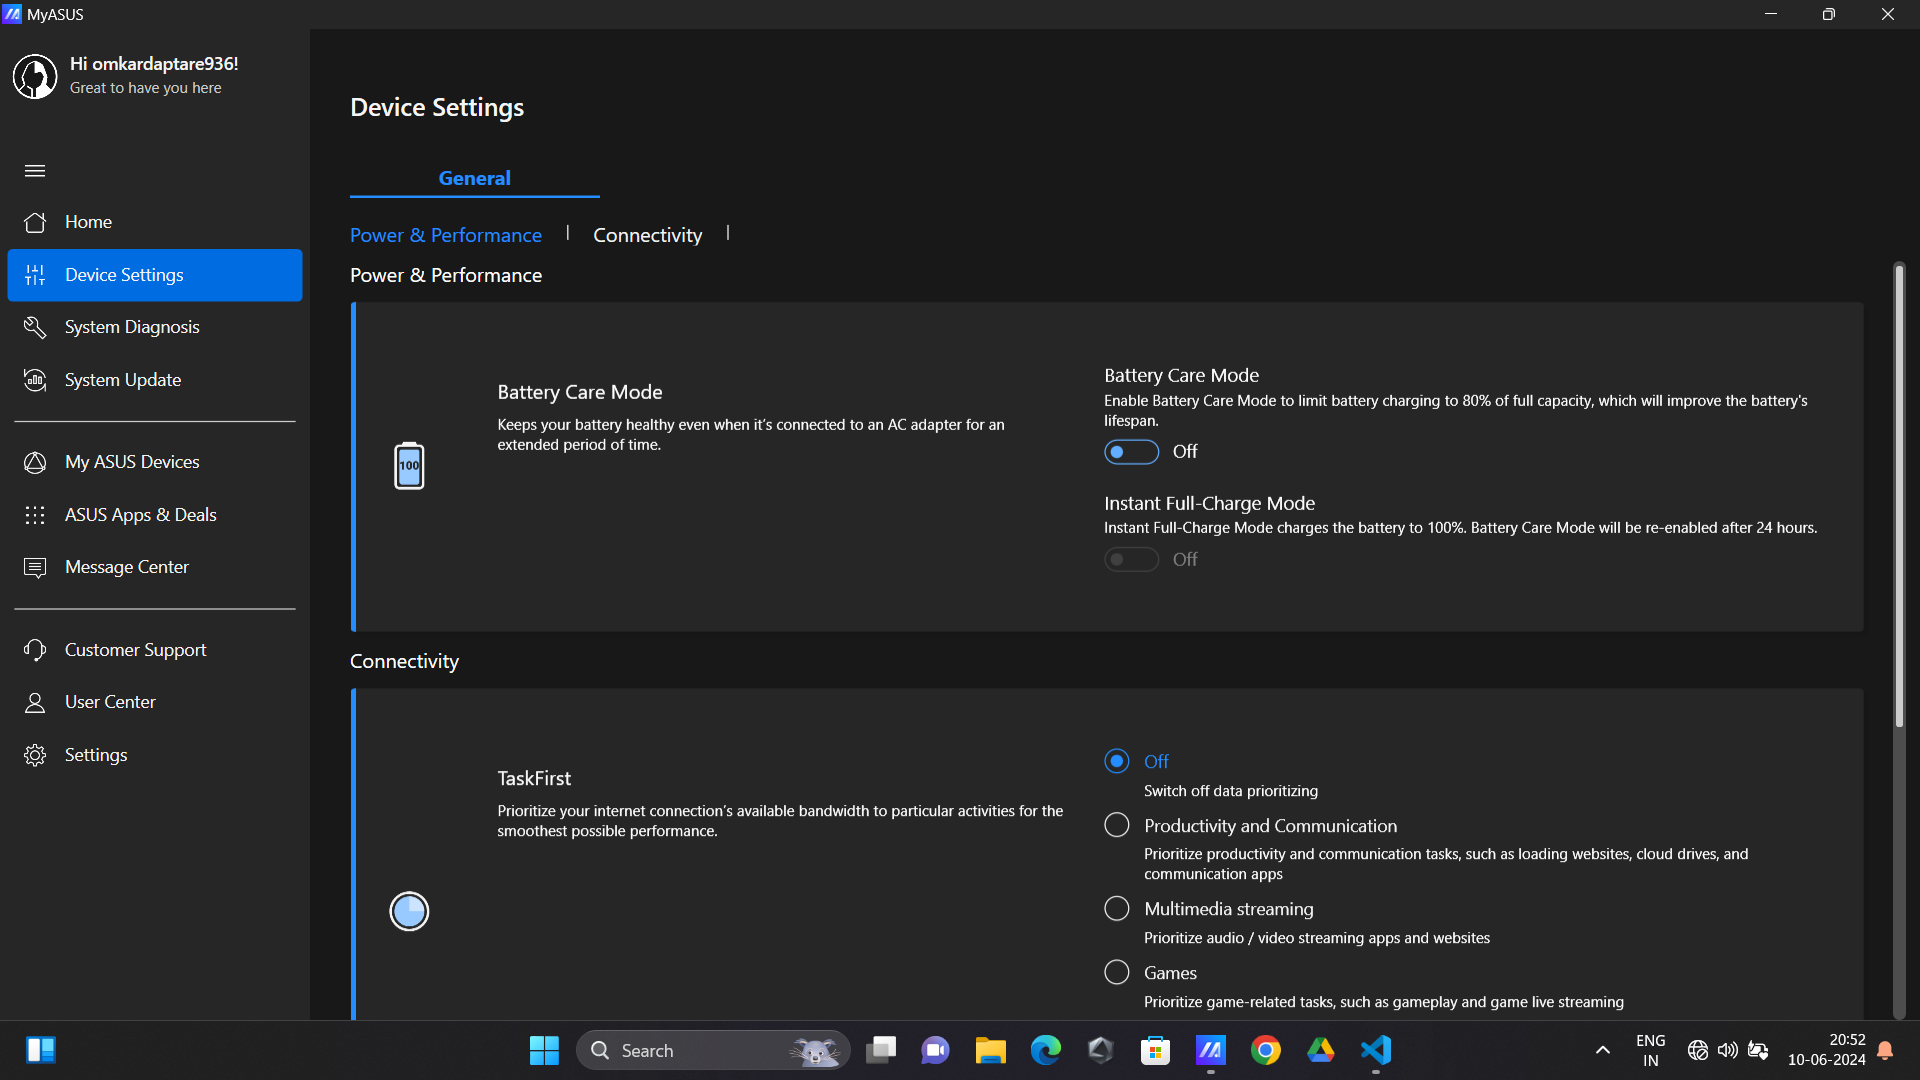 MyASUS
Hi omkardaptare936!
Great to have you here
Home
Device Settings
System Diagnosis
System Update
My ASUS Devices
ASUS Apps & Deals
Message Center
Customer Support
User Center
Settings
Device Settings
General
Power & Performance | Connectivity |
Power & Performance
100
Battery Care Mode
Keeps your battery healthy even when it's connected to an AC adapter for an
extended period of time.
Battery Care Mode
Enable Battery Care Mode to limit battery charging to 80% of full capacity, which will improve the battery's
lifespan.
Off
Instant Full-Charge Mode
Instant Full-Charge Mode charges the battery to 100%. Battery Care Mode will be re-enabled after 24 hours.
Off
Connectivity
TaskFirst
Prioritize your internet connection's available bandwidth to particular activities for the
smoothest possible performance.
Off
Switch off data prioritizing
Productivity and Communication
Prioritize productivity and communication tasks, such as loading websites, cloud drives, and
communication apps
Multimedia streaming
Prioritize audio / video streaming apps and websites
Games
Prioritize game-related tasks, such as gameplay and game live streaming
Search
ENG
IN
20:52
10-06-2024